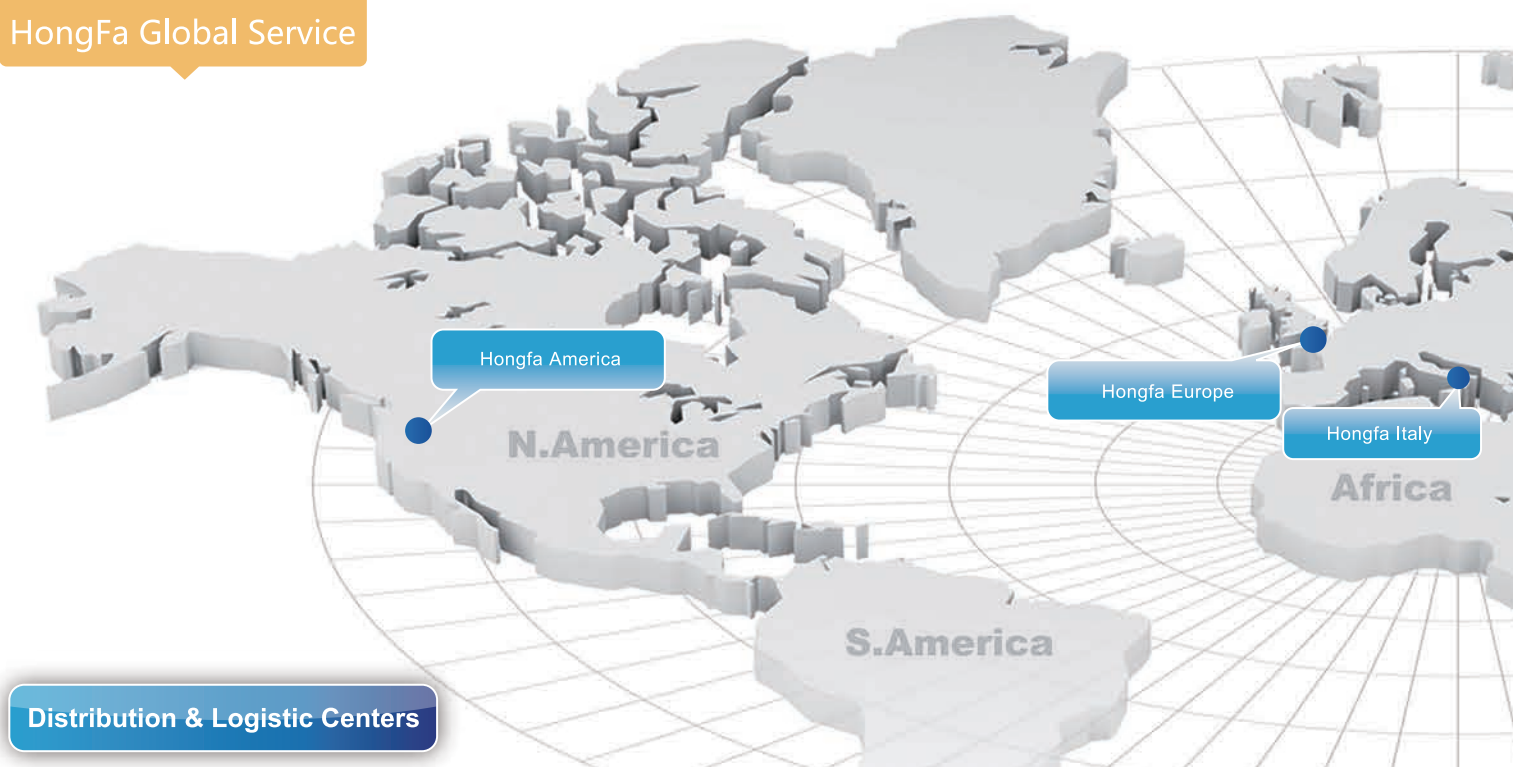 HongFa Global Service
Hongfa America
Hongfa Europe
Hongfa Italy
N.America
Africa
S.America
Distribution & Logistic Centers